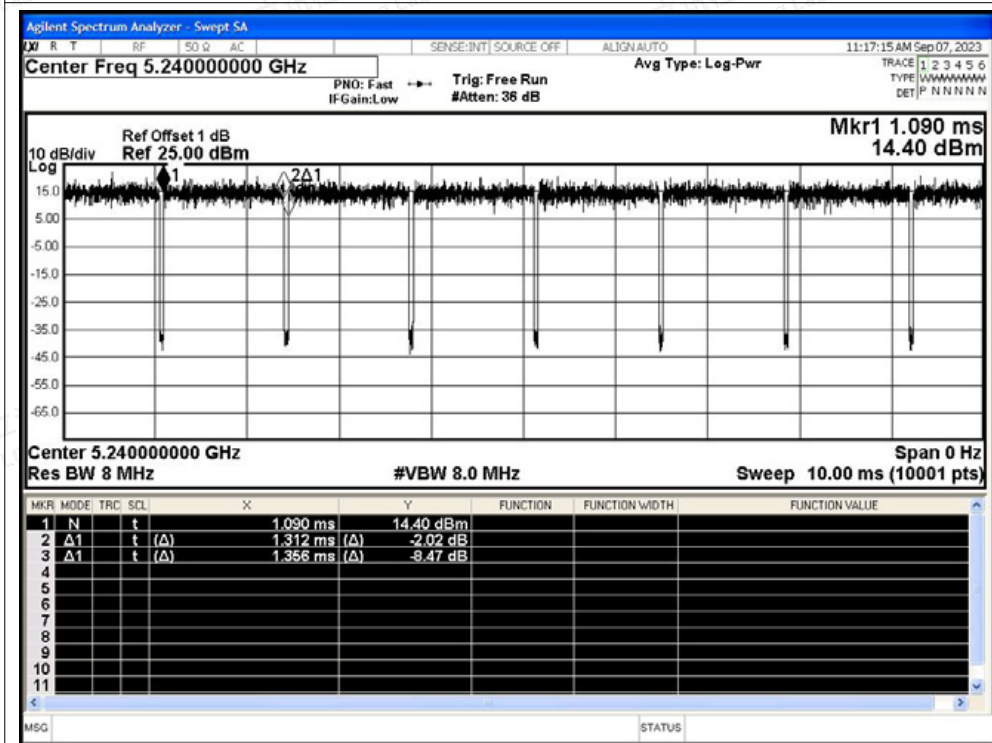 Agilent Spectrum Analyzer - Swept SA
LXI R T RF 50 Ω AC SENSE:INT SOURCE OFF ALIGNAUTO 11:17:15 AM Sep 07, 2023
Center Freq 5.240000000 GHz Avg Type: Log-Pwr TRACE 1 2 3 4 5 6
PNO: Fast Trig: Free Run TYPE WWWWWW
IFGain:Low #Atten: 36 dB DET P N N N N N
Mkr1 1.090 ms
Ref Offset 1 dB
10 dB/div Ref 25.00 dBm 14.40 dBm
Log
1 2Δ1
15.0
5.00
-5.00
-15.0
-25.0
-35.0
-45.0
-55.0
-65.0
Center 5.240000000 GHz Span 0 Hz
Res BW 8 MHz #VBW 8.0 MHz Sweep 10.00 ms (10001 pts)
MKR MODE TRC SCL X Y FUNCTION FUNCTION WIDTH FUNCTION VALUE
1 N t 1.090 ms 14.40 dBm
2 Δ1 t (Δ) 1.312 ms (Δ) -2.02 dB
3 Δ1 t (Δ) 1.356 ms (Δ) -8.47 dB
4
5
6
7
8
9
10
11
MSG STATUS